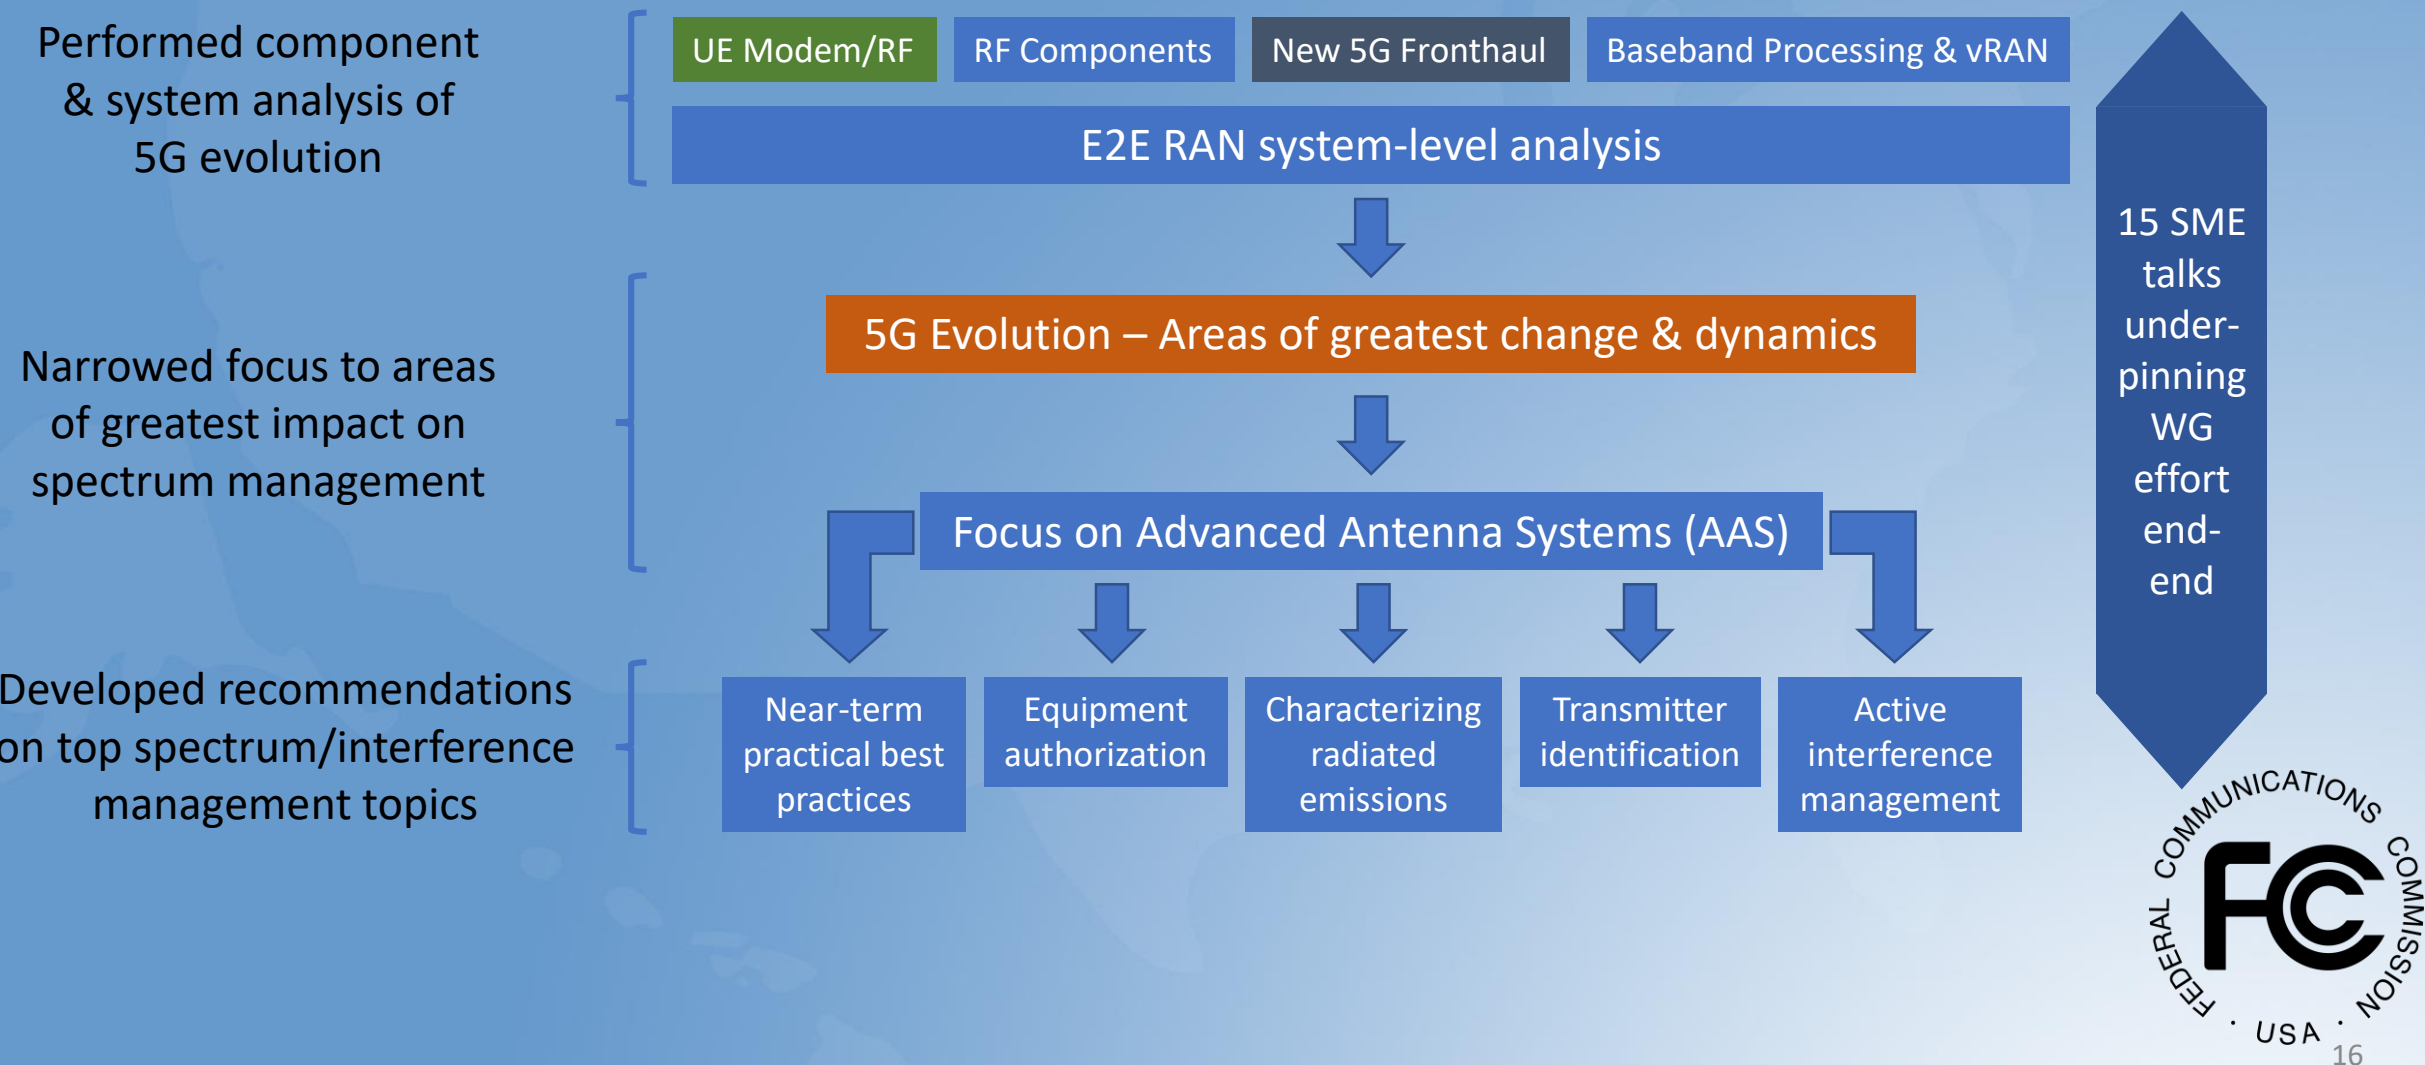 Performed component
& system analysis of
5G evolution
UE Modem/RF
RF Components
New 5G Fronthaul
Baseband Processing & vRAN
E2E RAN system-level analysis
Narrowed focus to areas
of greatest impact on
spectrum management
5G Evolution – Areas of greatest change & dynamics
Focus on Advanced Antenna Systems (AAS)
Developed recommendations
on top spectrum/interference
management topics
Near-term
practical best
practices
Equipment
authorization
Characterizing
radiated
emissions
Transmitter
identification
Active
interference
management
15 SME
talks
under-
pinning
WG
effort
end-
end
FEDERAL COMMUNICATIONS COMMISSION
FCC
· USA ·
16